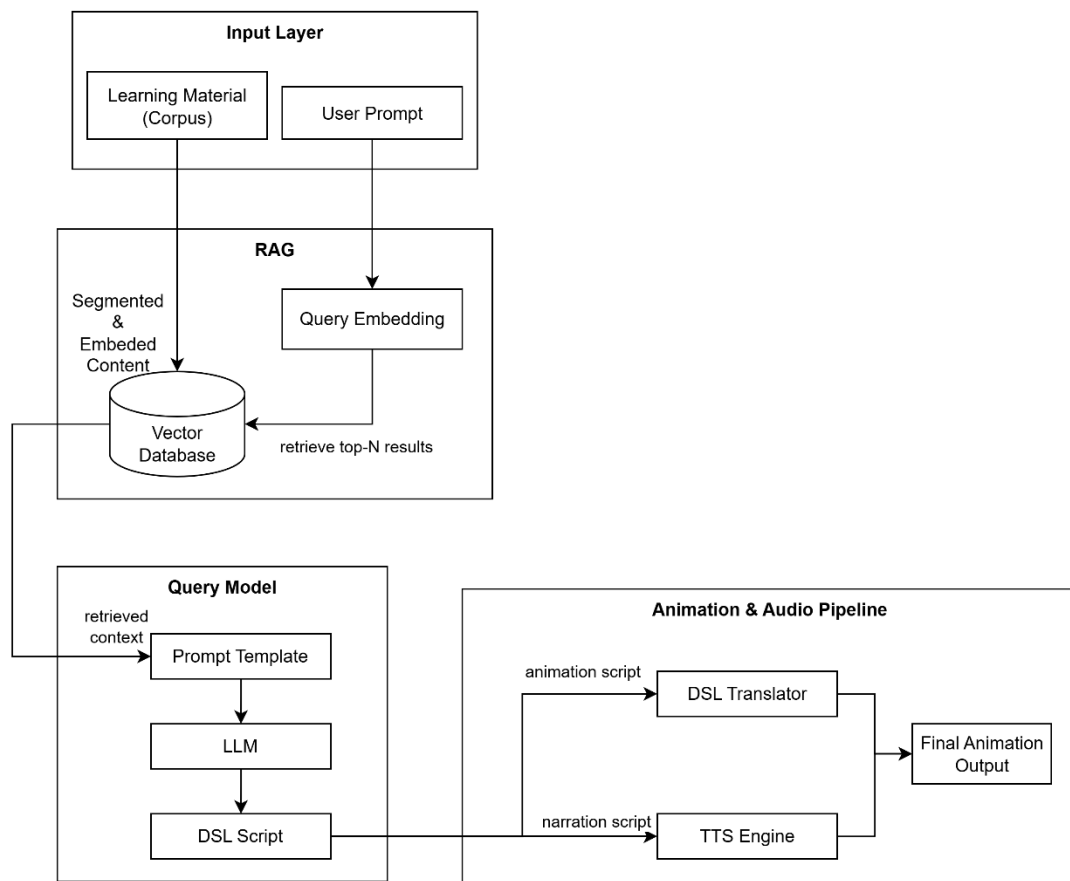 Input Layer
Learning Material
(Corpus)
User Prompt
RAG
Segmented
&
Embeded
Content
Query Embedding
Vector
Database
retrieve top-N results
Query Model
retrieved
context
Prompt Template
LLM
DSL Script
Animation & Audio Pipeline
animation script
DSL Translator
narration script
TTS Engine
Final Animation
Output